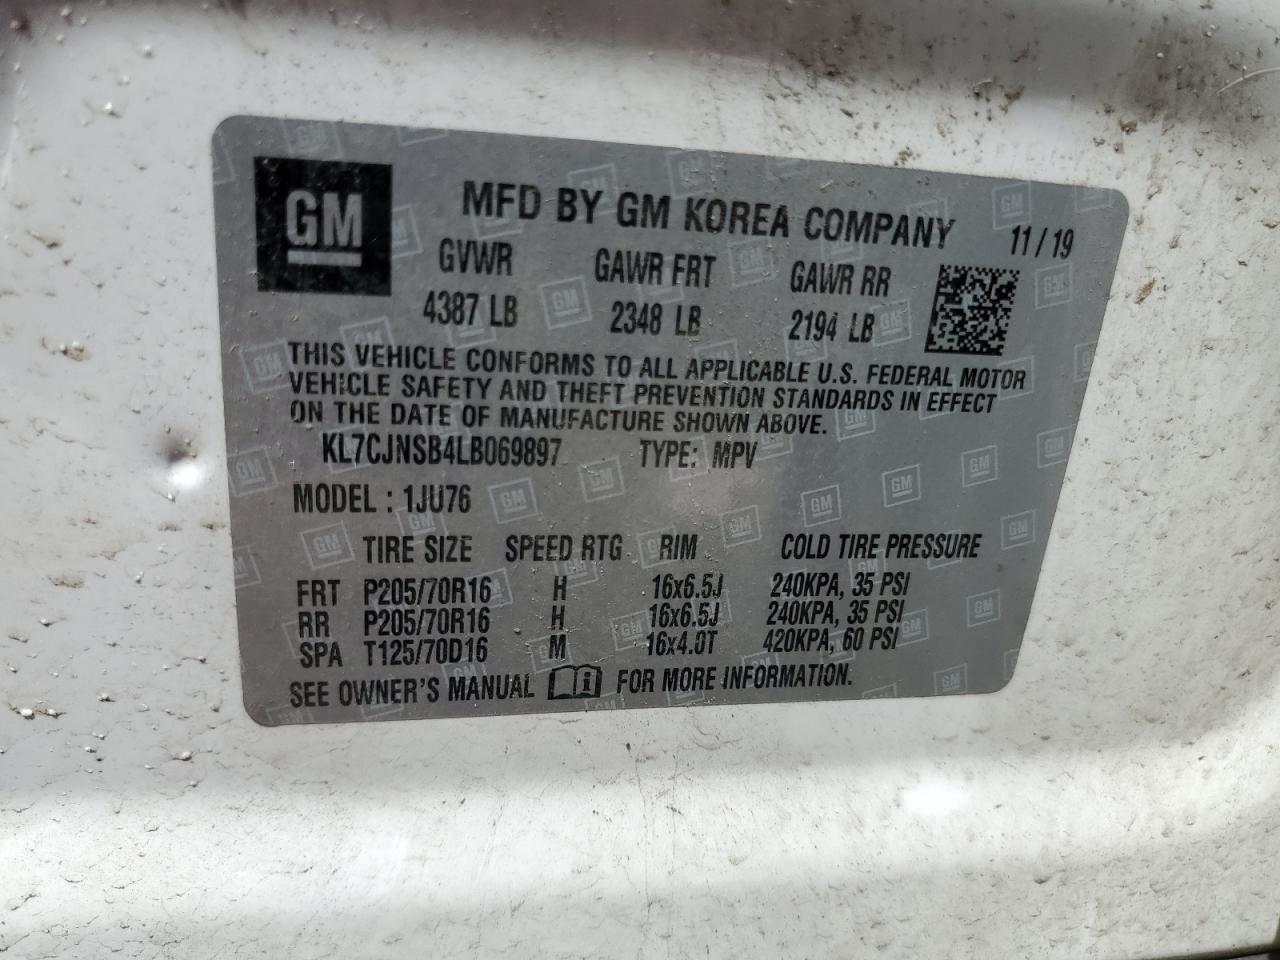 GM
MFD BY GM KOREA COMPANY 11/19
GVWR GAWR FRT GAWR RR
4387 LB 2348 LB 2194 LB
THIS VEHICLE CONFORMS TO ALL APPLICABLE U.S. FEDERAL MOTOR
VEHICLE SAFETY AND THEFT PREVENTION STANDARDS IN EFFECT
ON THE DATE OF MANUFACTURE SHOWN ABOVE.
KL7CJNSB4LB069897 TYPE: MPV
MODEL : 1JU76
TIRE SIZE SPEED RTG RIM COLD TIRE PRESSURE
FRT P205/70R16 H 16x6.5J 240KPA, 35 PSI
RR P205/70R16 H 16x6.5J 240KPA, 35 PSI
SPA T125/70D16 M 16x4.0T 420KPA, 60 PSI
SEE OWNER'S MANUAL FOR MORE INFORMATION.